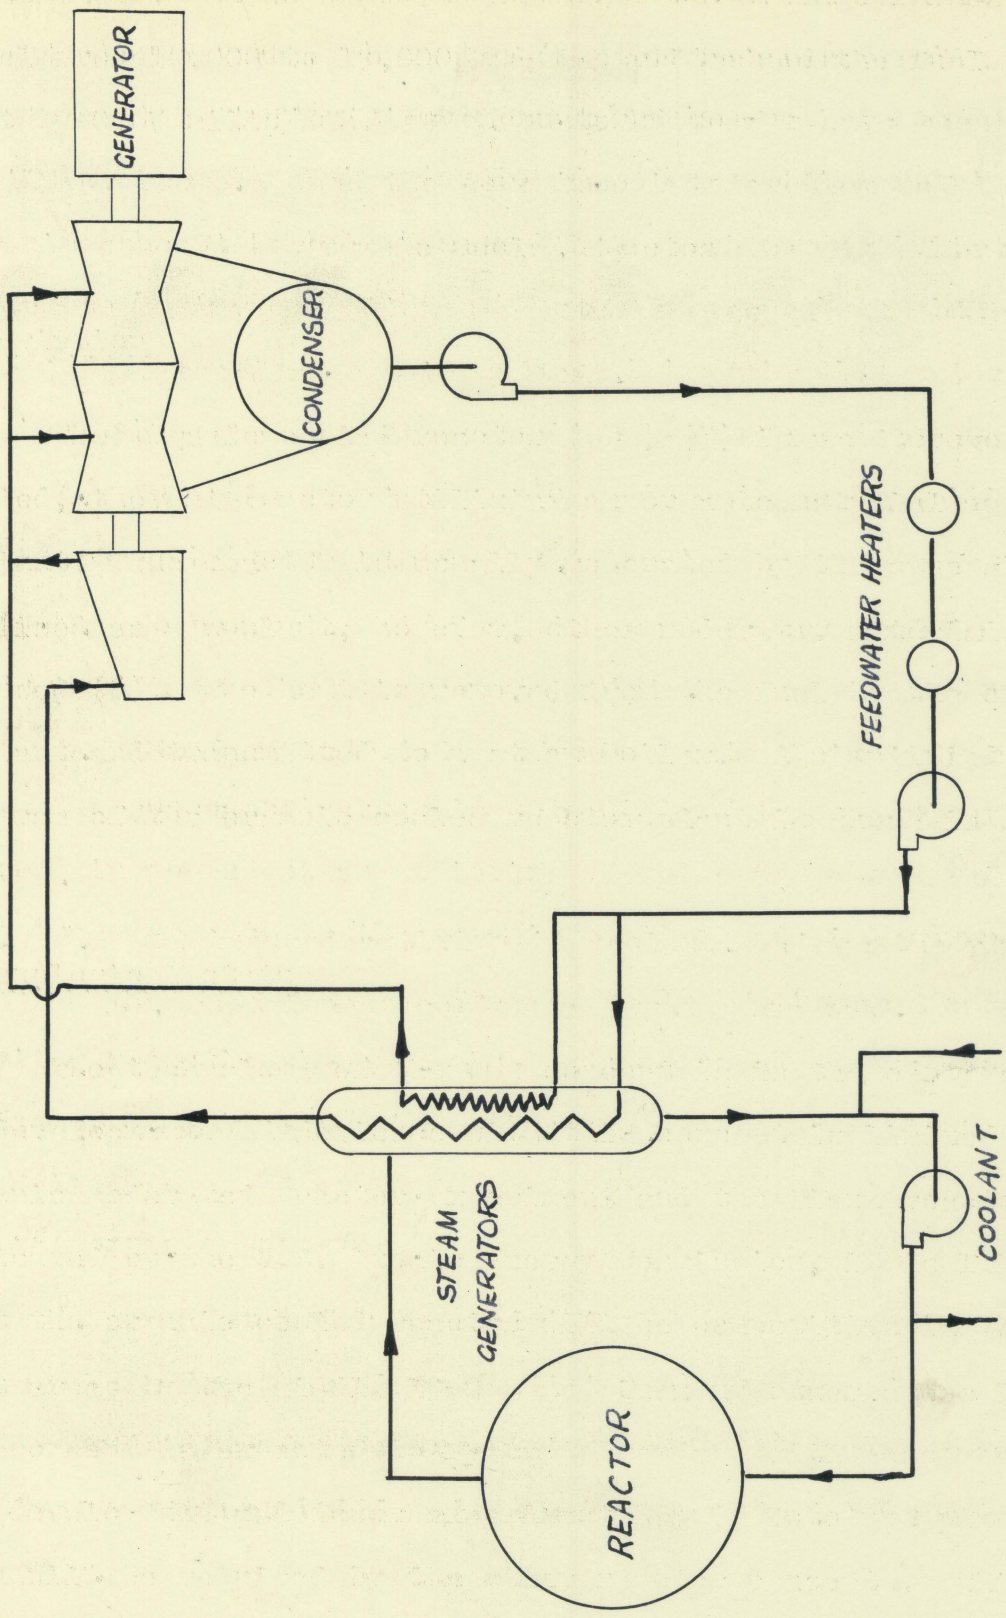 GENERATOR
CONDENSER
FEEDWATER HEATERS
STEAM
GENERATORS
COOLANT
REACTOR